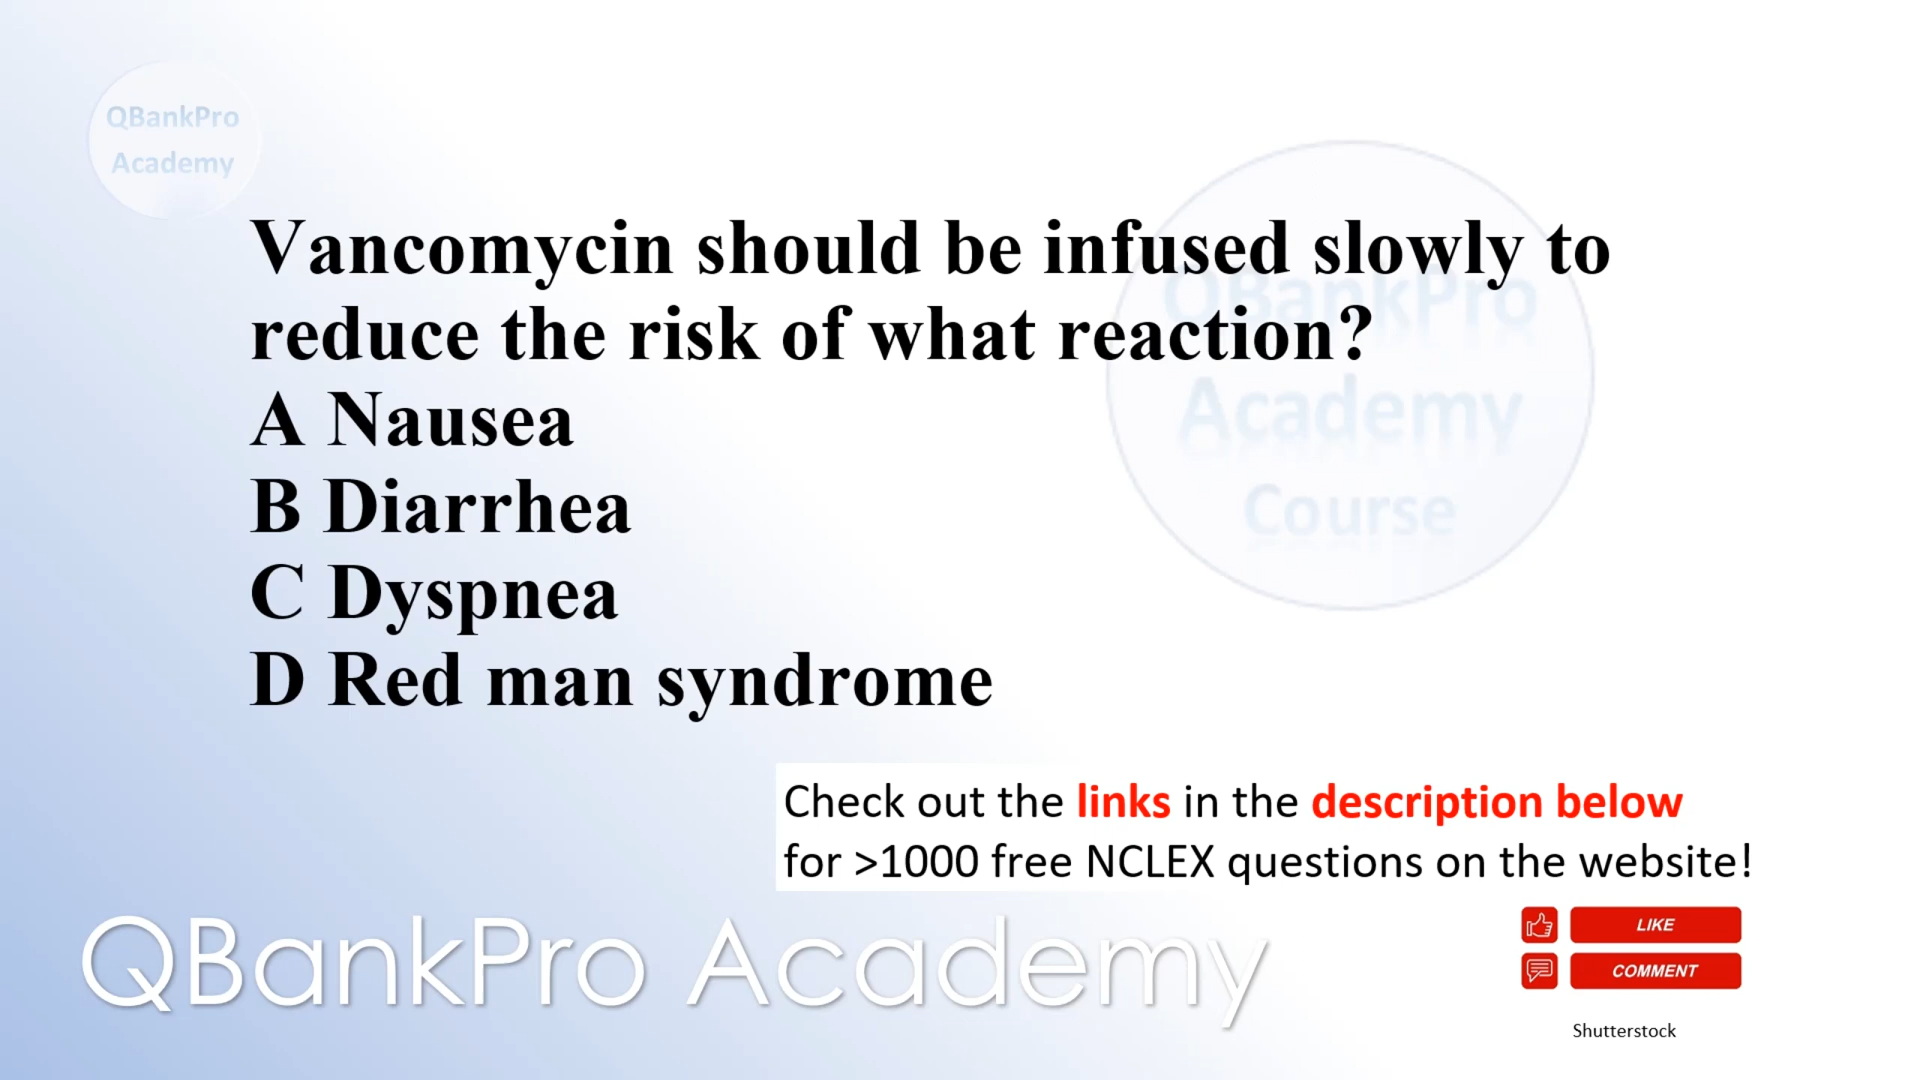 QBankPro
Academy
Vancomycin should be infused slowly to
reduce the risk of what reaction?
A Nausea
B Diarrhea
C Dyspnea
D Red man syndrome
QBankPro
Academy
Course
Check out the links in the description below
for >1000 free NCLEX questions on the website!
QBankPro Academy
LIKE
COMMENT
Shutterstock